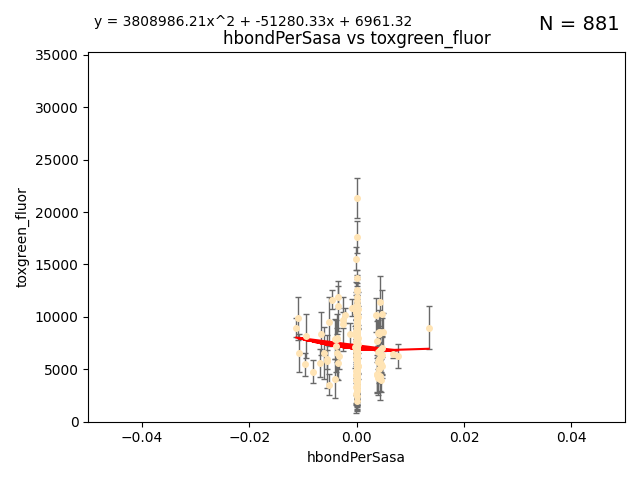 y = 3808986.21x^2 + -51280.33x + 6961.32
N = 881
hbondPerSasa vs toxgreen_fluor
35000
30000
25000
20000
15000
10000
5000
0
toxgreen_fluor
−0.04
−0.02
0.00
0.02
0.04
hbondPerSasa